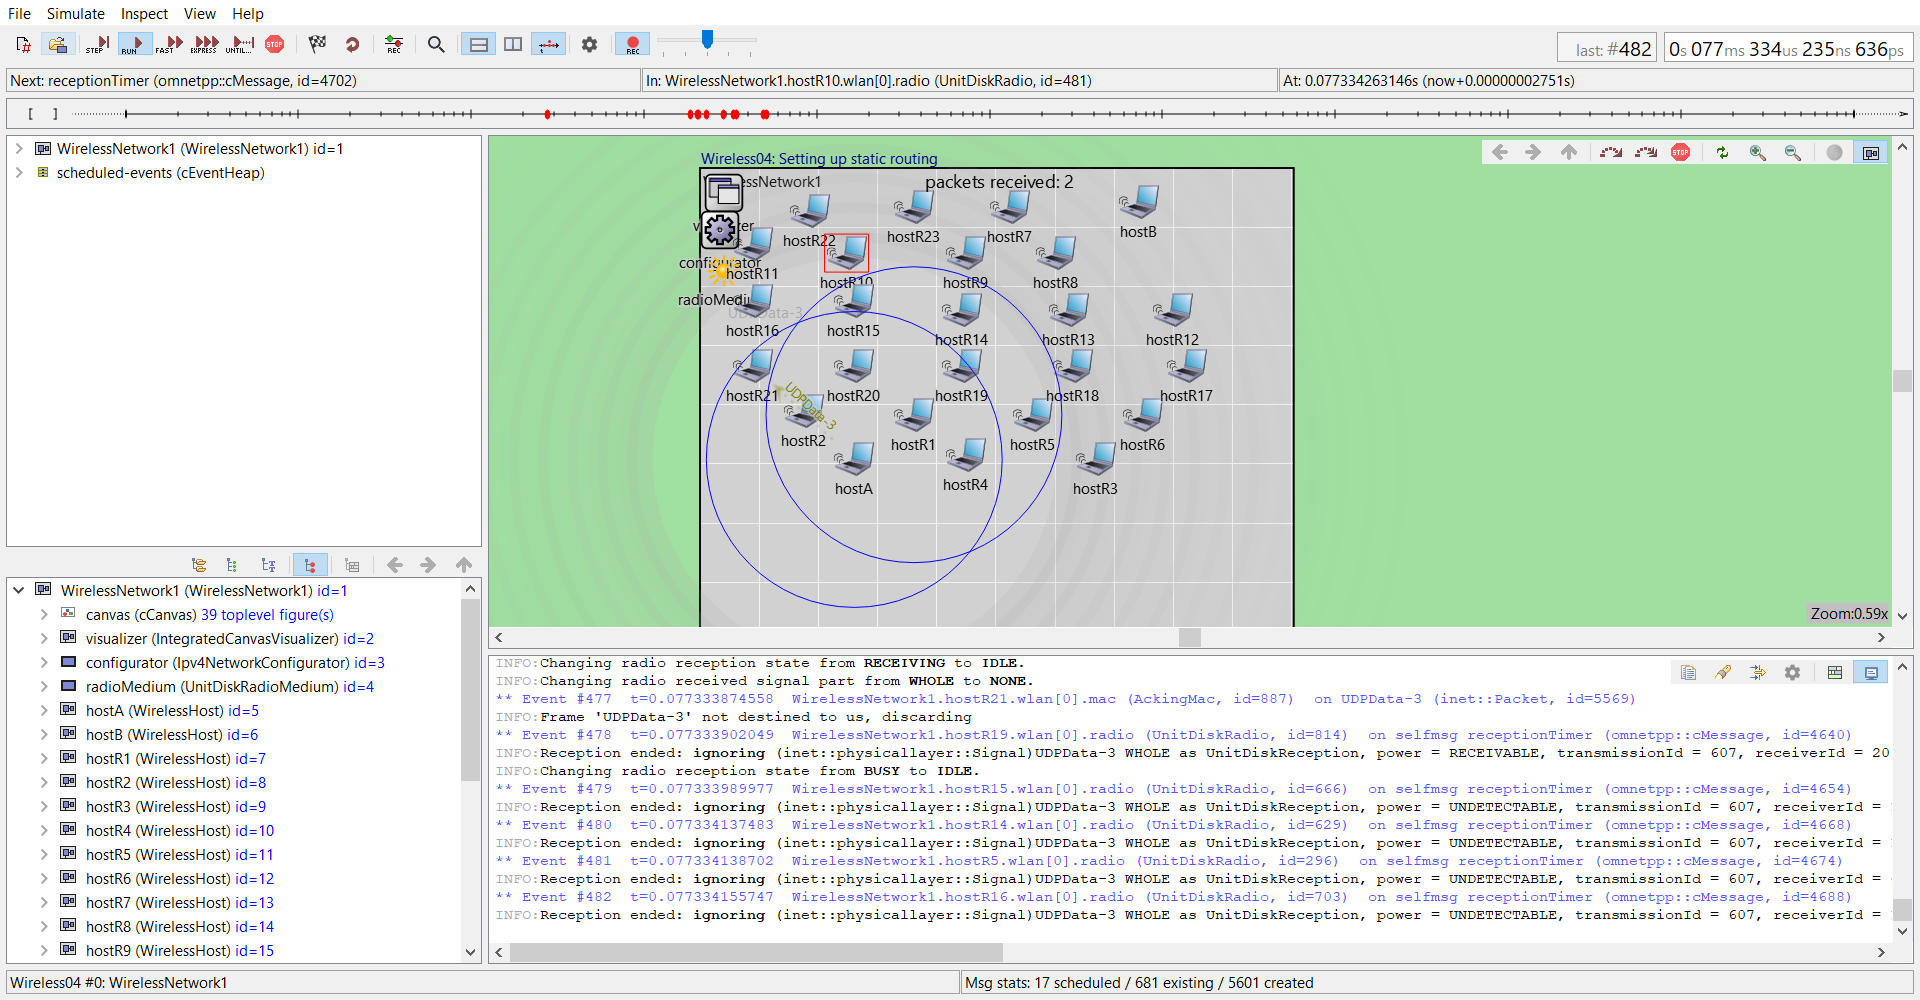 File Simulate Inspect View Help
STEP RUN FAST EXPRESS UNTIL... STOP REC REC
last: #482 0s 077ms 334us 235ns 636ps
Next: receptionTimer (omnetpp::cMessage, id=4702) In: WirelessNetwork1.hostR10.wlan[0].radio (UnitDiskRadio, id=481) At: 0.077334263146s (now+0.00000002751s)
[ ]
WirelessNetwork1 (WirelessNetwork1) id=1
scheduled-events (cEventHeap)
WirelessNetwork1 (WirelessNetwork1) id=1
canvas (cCanvas) 39 toplevel figure(s)
visualizer (IntegratedCanvasVisualizer) id=2
configurator (Ipv4NetworkConfigurator) id=3
radioMedium (UnitDiskRadioMedium) id=4
hostA (WirelessHost) id=5
hostB (WirelessHost) id=6
hostR1 (WirelessHost) id=7
hostR2 (WirelessHost) id=8
hostR3 (WirelessHost) id=9
hostR4 (WirelessHost) id=10
hostR5 (WirelessHost) id=11
hostR6 (WirelessHost) id=12
hostR7 (WirelessHost) id=13
hostR8 (WirelessHost) id=14
hostR9 (WirelessHost) id=15
Wireless04: Setting up static routing
STOP
essNetwork1 packets received: 2
hostR22 hostR23 hostR7 hostB
configurator
hostR11 hostR10 hostR9 hostR8
radioMediu
UDPData-3
hostR16 hostR15 hostR14 hostR13 hostR12
hostR21 hostR20 hostR19 hostR18 hostR17
UDPData-3
hostR2 hostR1 hostR5 hostR6
hostA hostR4 hostR3
Zoom:0.59x
INFO:Changing radio reception state from RECEIVING to IDLE.
INFO:Changing radio received signal part from WHOLE to NONE.
** Event #477 t=0.077333874558 WirelessNetwork1.hostR21.wlan[0].mac (AckingMac, id=887) on UDPData-3 (inet::Packet, id=5569)
INFO:Frame 'UDPData-3' not destined to us, discarding
** Event #478 t=0.077333902049 WirelessNetwork1.hostR19.wlan[0].radio (UnitDiskRadio, id=814) on selfmsg receptionTimer (omnetpp::cMessage, id=4640)
INFO:Reception ended: ignoring (inet::physicallayer::Signal)UDPData-3 WHOLE as UnitDiskReception, power = RECEIVABLE, transmissionId = 607, receiverId = 20
INFO:Changing radio reception state from BUSY to IDLE.
** Event #479 t=0.077333989977 WirelessNetwork1.hostR15.wlan[0].radio (UnitDiskRadio, id=666) on selfmsg receptionTimer (omnetpp::cMessage, id=4654)
INFO:Reception ended: ignoring (inet::physicallayer::Signal)UDPData-3 WHOLE as UnitDiskReception, power = UNDETECTABLE, transmissionId = 607, receiverId =
** Event #480 t=0.077334137483 WirelessNetwork1.hostR14.wlan[0].radio (UnitDiskRadio, id=629) on selfmsg receptionTimer (omnetpp::cMessage, id=4668)
INFO:Reception ended: ignoring (inet::physicallayer::Signal)UDPData-3 WHOLE as UnitDiskReception, power = UNDETECTABLE, transmissionId = 607, receiverId =
** Event #481 t=0.077334138702 WirelessNetwork1.hostR5.wlan[0].radio (UnitDiskRadio, id=296) on selfmsg receptionTimer (omnetpp::cMessage, id=4674)
INFO:Reception ended: ignoring (inet::physicallayer::Signal)UDPData-3 WHOLE as UnitDiskReception, power = UNDETECTABLE, transmissionId = 607, receiverId =
** Event #482 t=0.077334155747 WirelessNetwork1.hostR16.wlan[0].radio (UnitDiskRadio, id=703) on selfmsg receptionTimer (omnetpp::cMessage, id=4688)
INFO:Reception ended: ignoring (inet::physicallayer::Signal)UDPData-3 WHOLE as UnitDiskReception, power = UNDETECTABLE, transmissionId = 607, receiverId =
Wireless04 #0: WirelessNetwork1 Msg stats: 17 scheduled / 681 existing / 5601 created